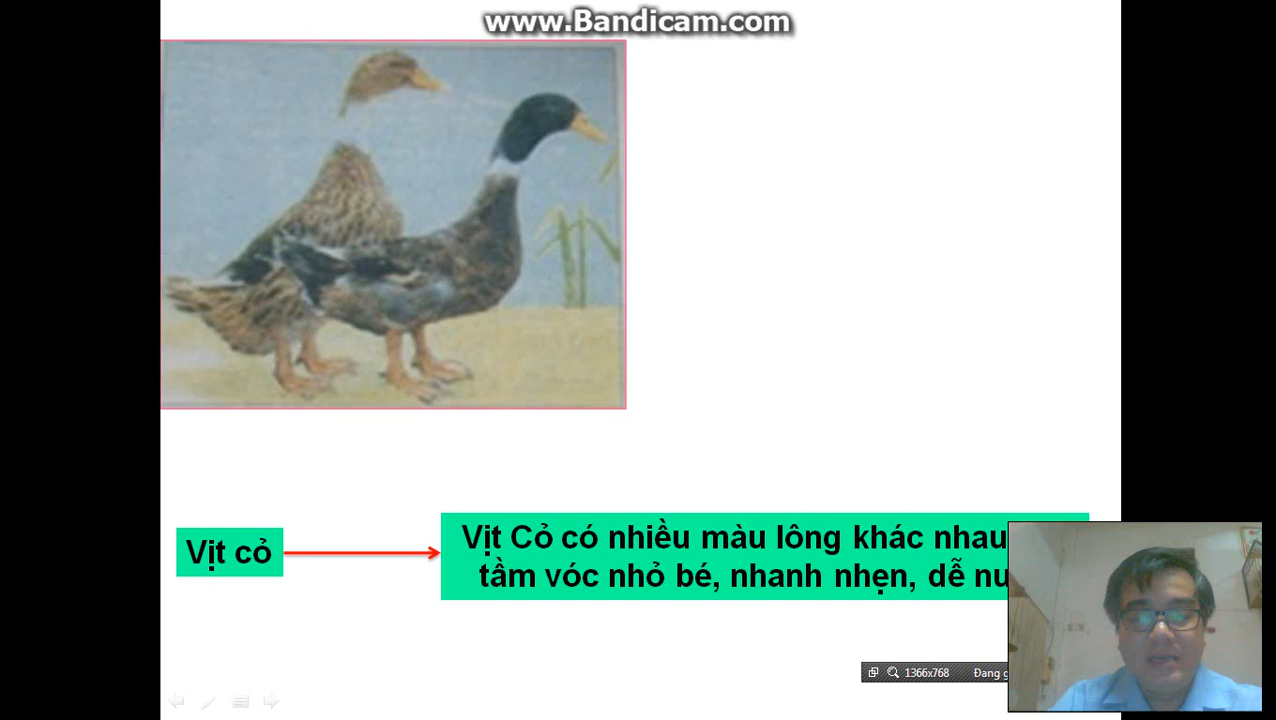 www.Bandicam.com
Vịt cỏ
Vịt Cỏ có nhiều màu lông khác nhau
tầm vóc nhỏ bé, nhanh nhẹn, dễ
1366x768
Đang